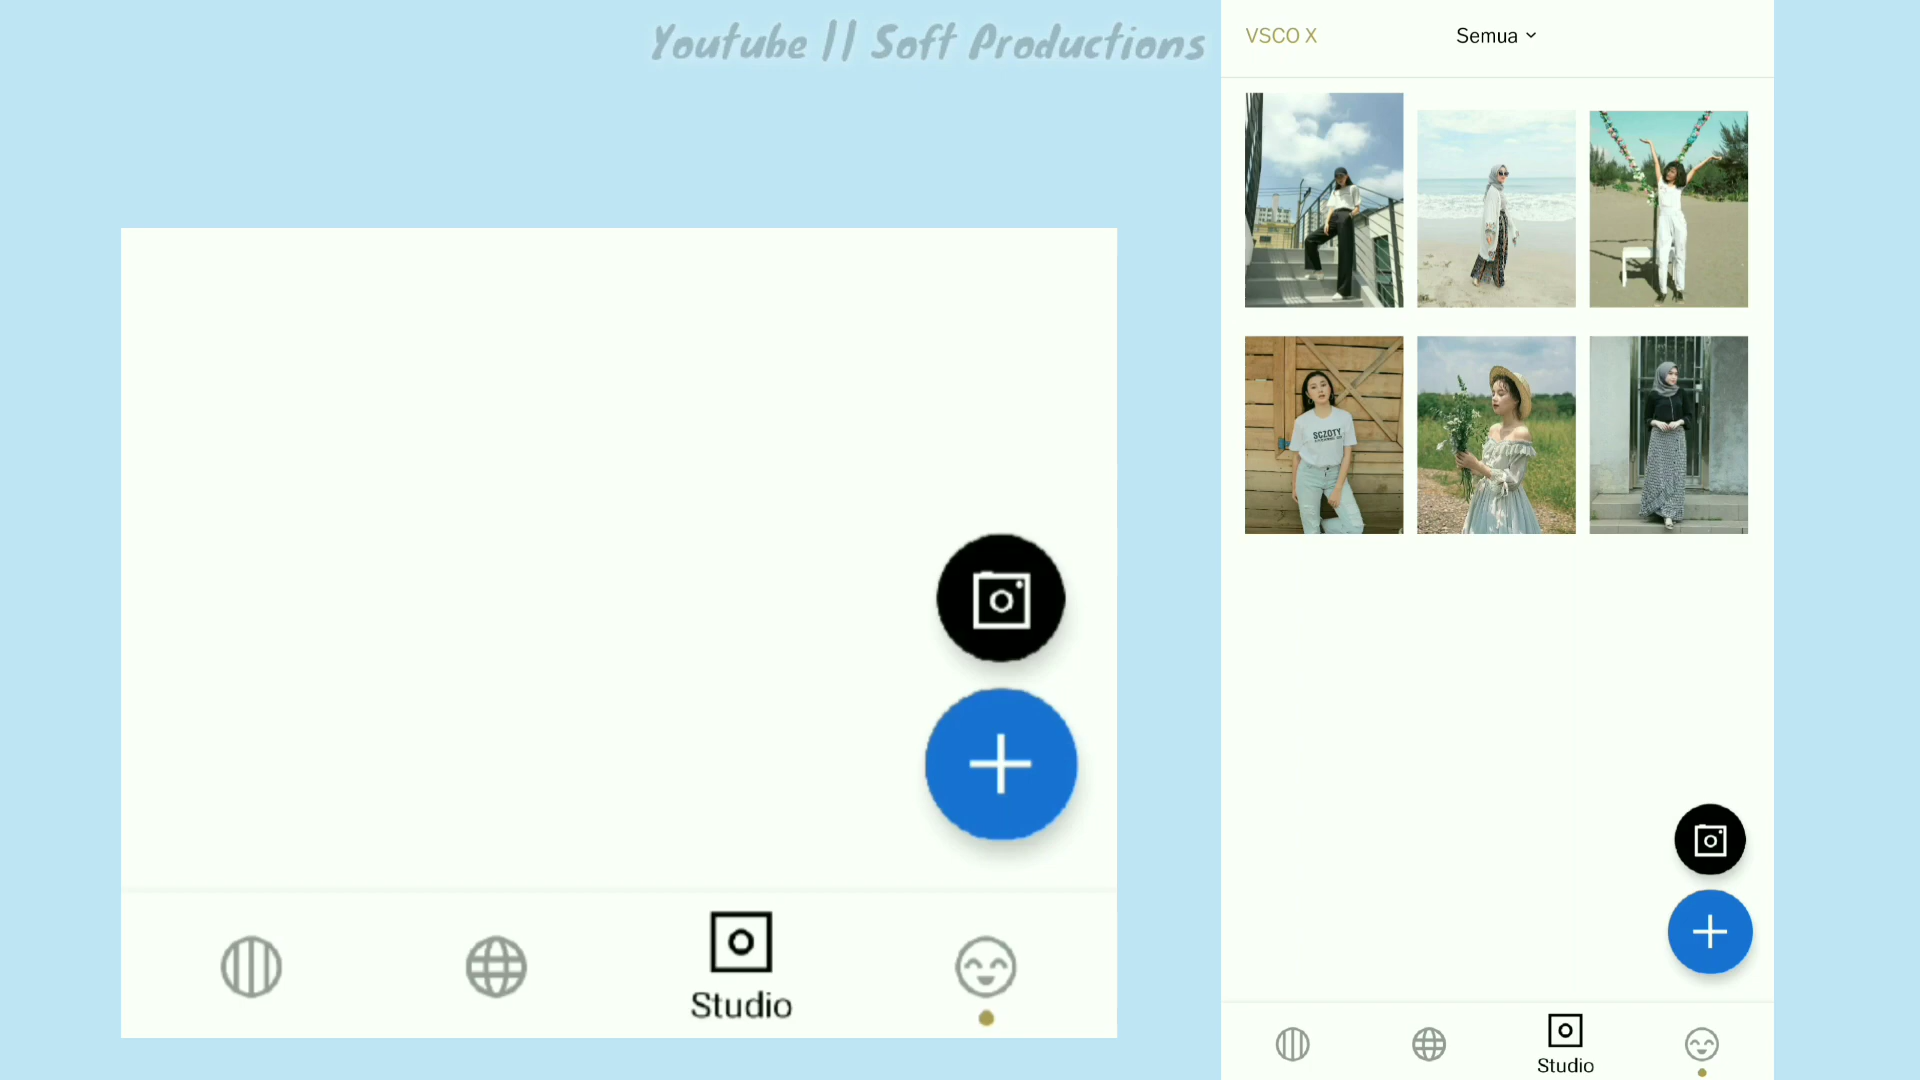 Youtube || Soft Productions
VSCO X
Semua
SCZOTY
Studio
Studio